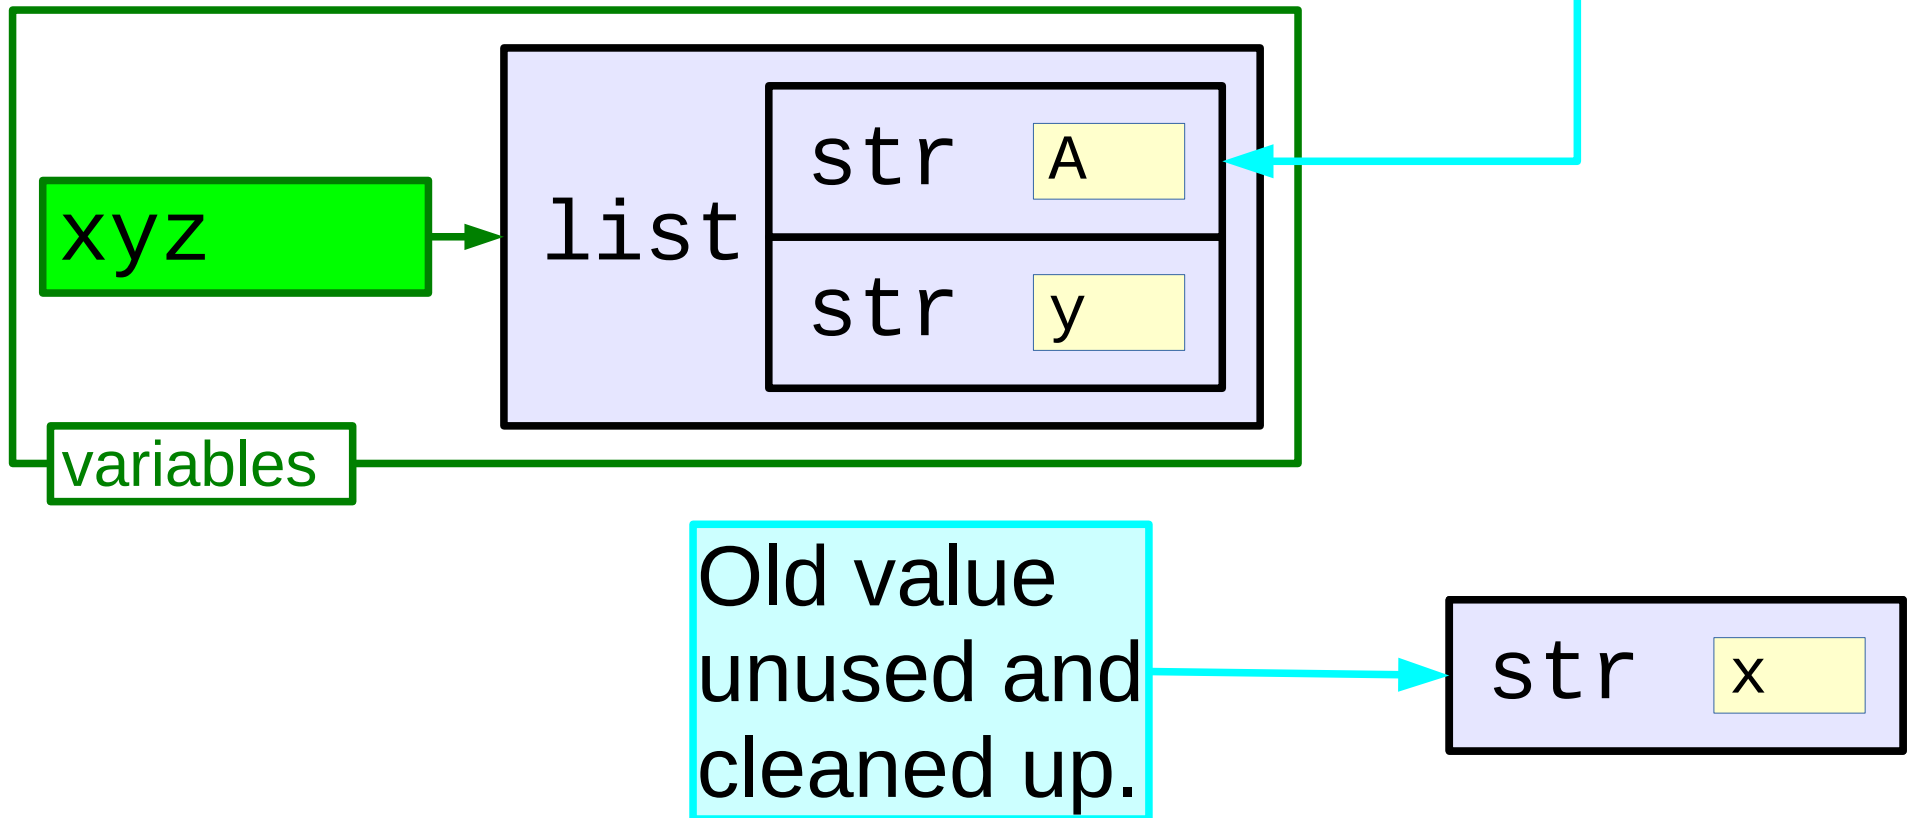 str A
xyz
list
str y
variables
Old value
unused and
cleaned up.
str x